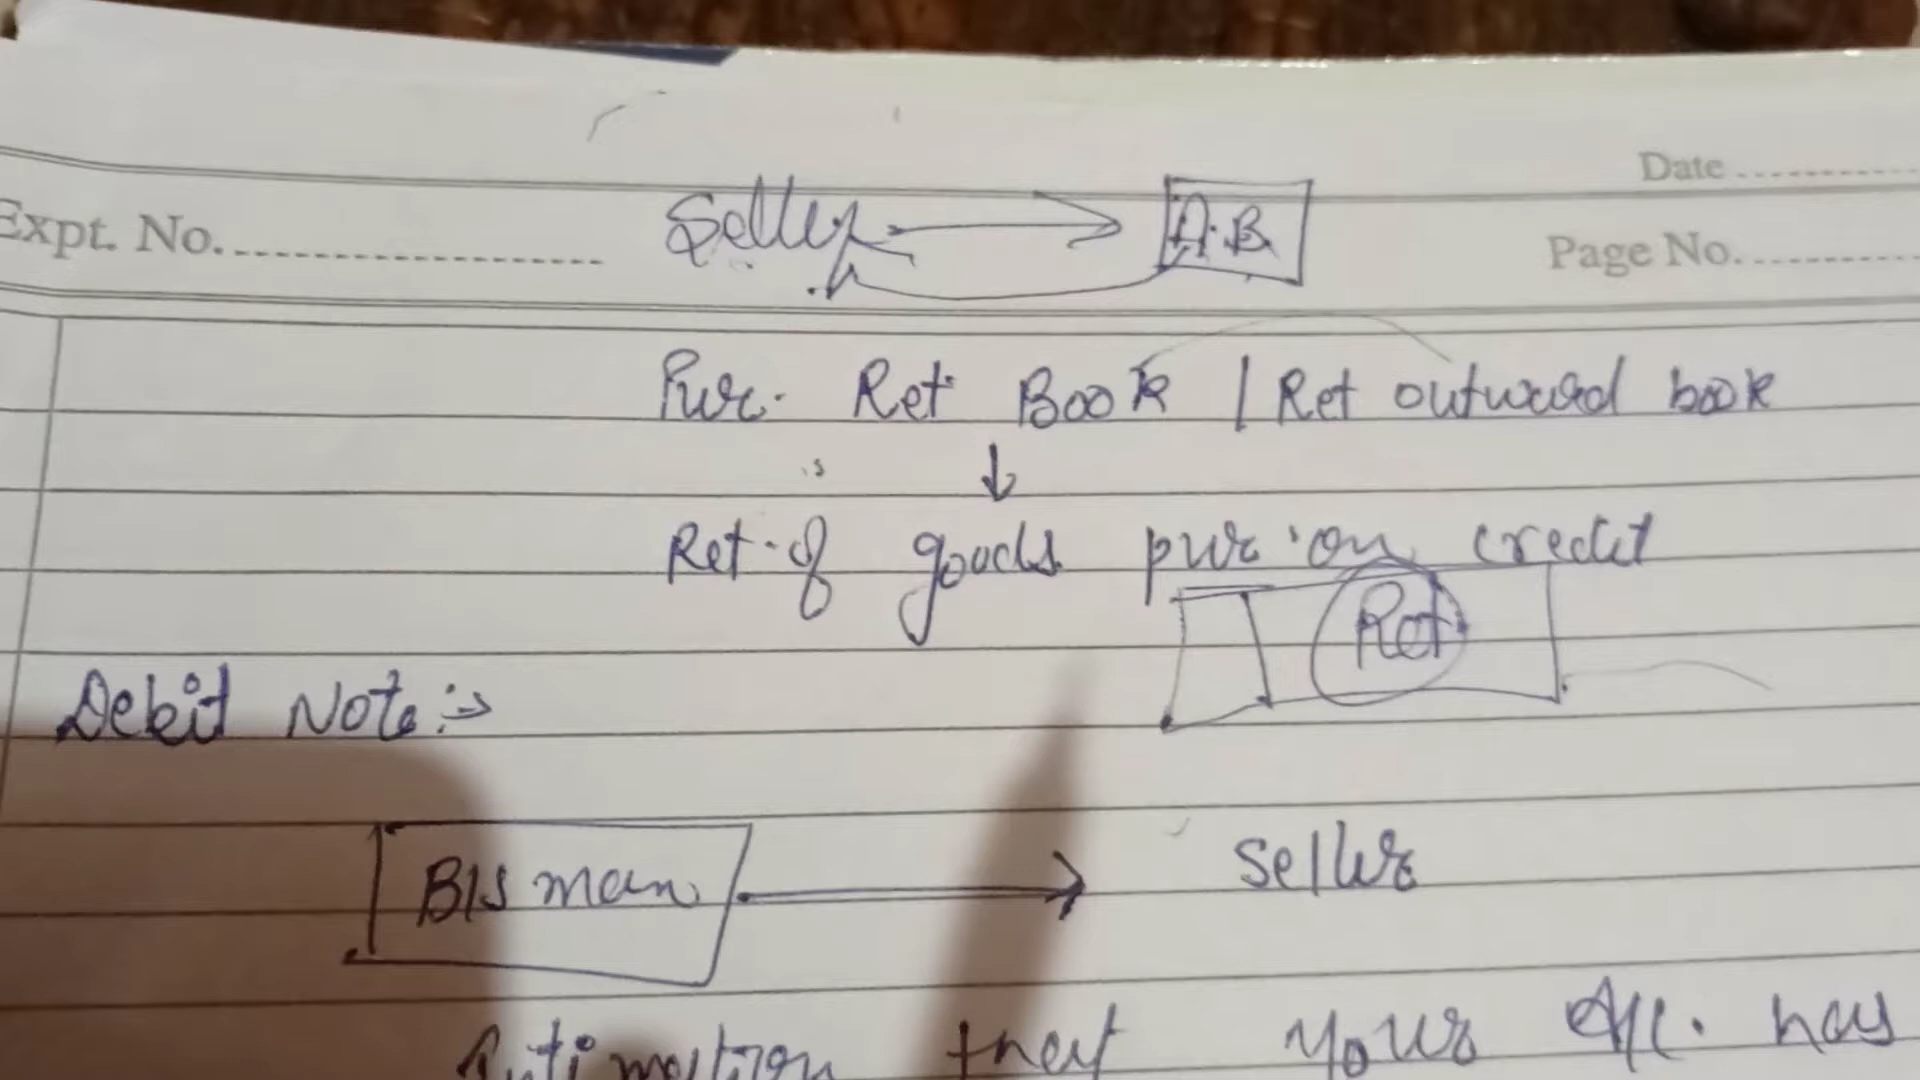 Date ............
Expt. No. ............ Seller → A.B
Page No. ............
Pur. Ret Book / Ret outward book
↓
Ret. of goods pur. on credit
Ret
Debit Note :→
B/s man → Seller
Intimation that your A/c. has